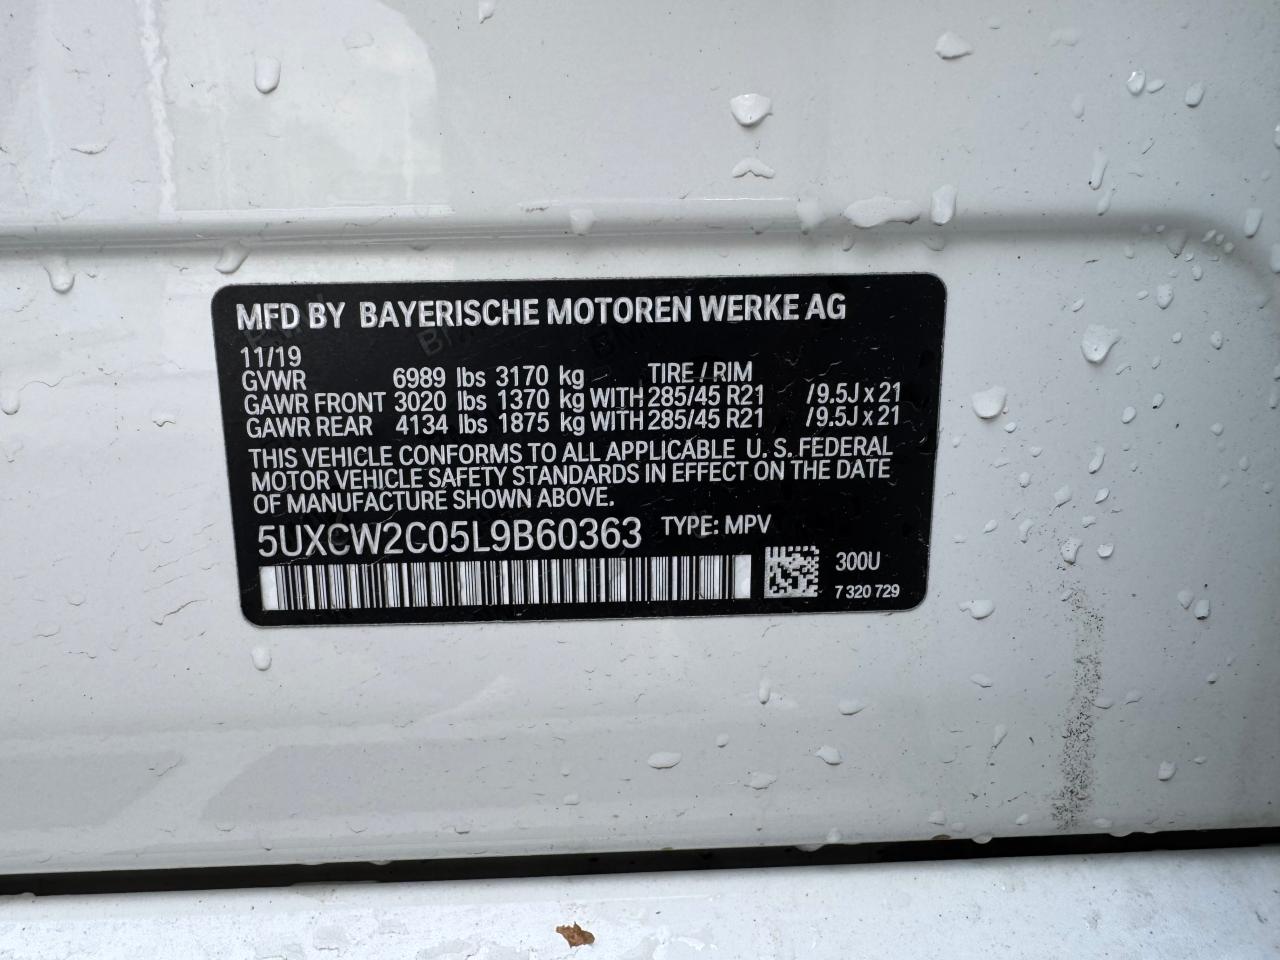 MFD BY BAYERISCHE MOTOREN WERKE AG
11/19
GVWR 6989 lbs 3170 kg TIRE / RIM
GAWR FRONT 3020 lbs 1370 kg WITH 285/45 R21 /9.5J x 21
GAWR REAR 4134 lbs 1875 kg WITH 285/45 R21 /9.5J x 21
THIS VEHICLE CONFORMS TO ALL APPLICABLE U. S. FEDERAL
MOTOR VEHICLE SAFETY STANDARDS IN EFFECT ON THE DATE
OF MANUFACTURE SHOWN ABOVE.
5UXCW2C05L9B60363 TYPE: MPV
300U
7 320 729